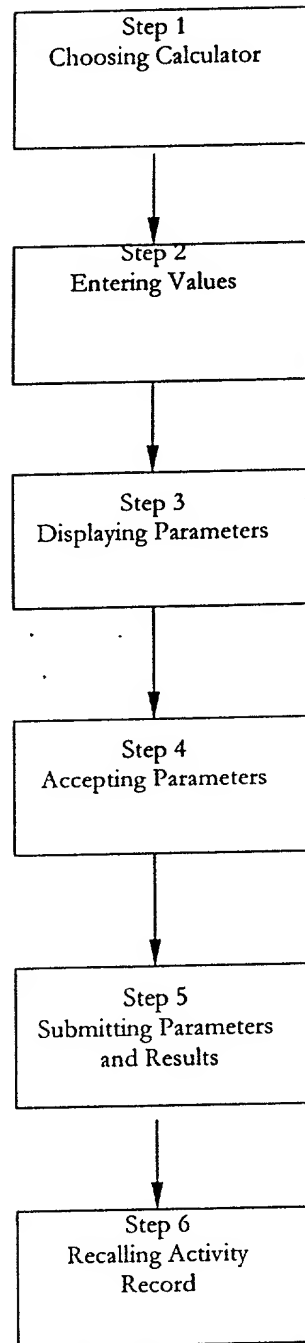 Step 1
Choosing Calculator
Step 2
Entering Values
Step 3
Displaying Parameters
Step 4
Accepting Parameters
Step 5
Submitting Parameters
and Results
Step 6
Recalling Activity
Record